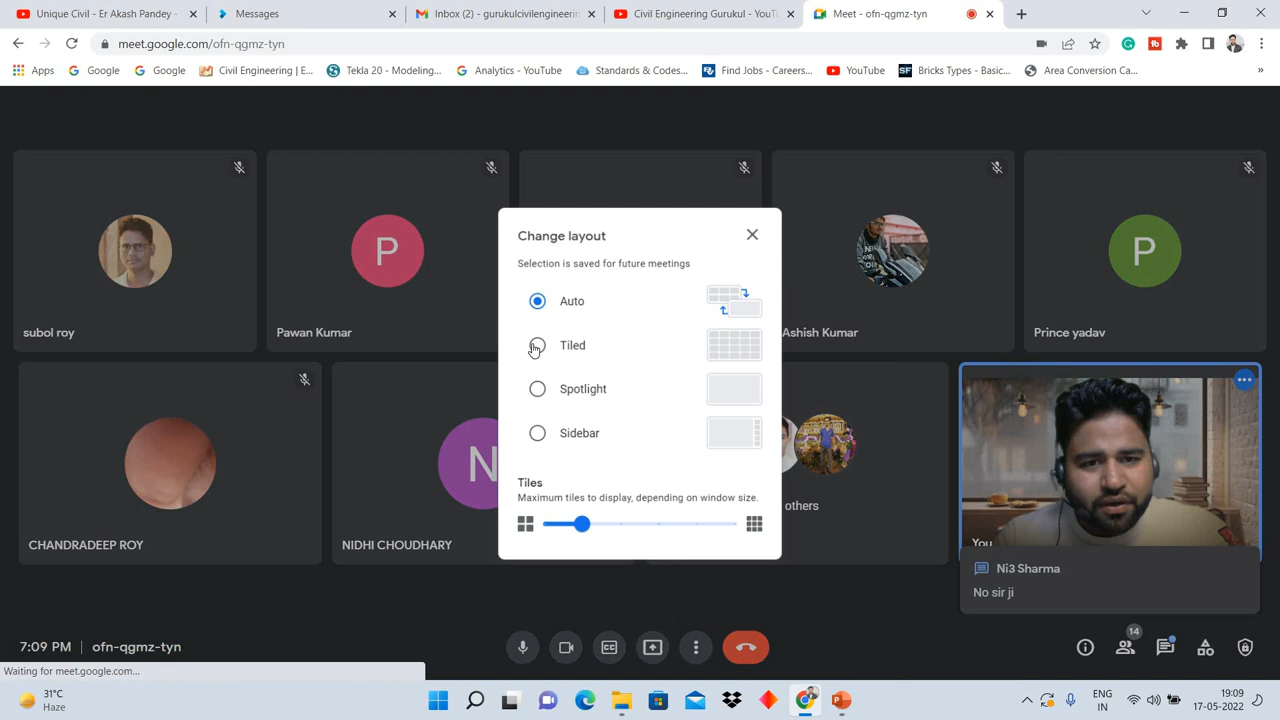 Unique Civil - Er Akash Pandey -
Messages
Inbox (2) - gurukulcivilengineerin
Civil Engineering Gurukul - YouTu
Meet - ofn-qgmz-tyn
meet.google.com/ofn-qgmz-tyn
Apps
Google
Google
Civil Engineering | E...
Tekla 20 - Modeling...
Analytics - YouTube
Standards & Codes...
Find Jobs - Careers...
YouTube
Bricks Types - Basic...
Area Conversion Ca...
subol roy
P
Pawan Kumar
Ashish Kumar
P
Prince yadav
Change layout
Selection is saved for future meetings
Auto
Tiled
Spotlight
Sidebar
Tiles
Maximum tiles to display, depending on window size.
CHANDRADEEP ROY
N
NIDHI CHOUDHARY
others
You
Ni3 Sharma
No sir ji
7:09 PM | ofn-qgmz-tyn
14
Waiting for meet.google.com...
31°C
Haze
ENG
IN
19:09
17-05-2022